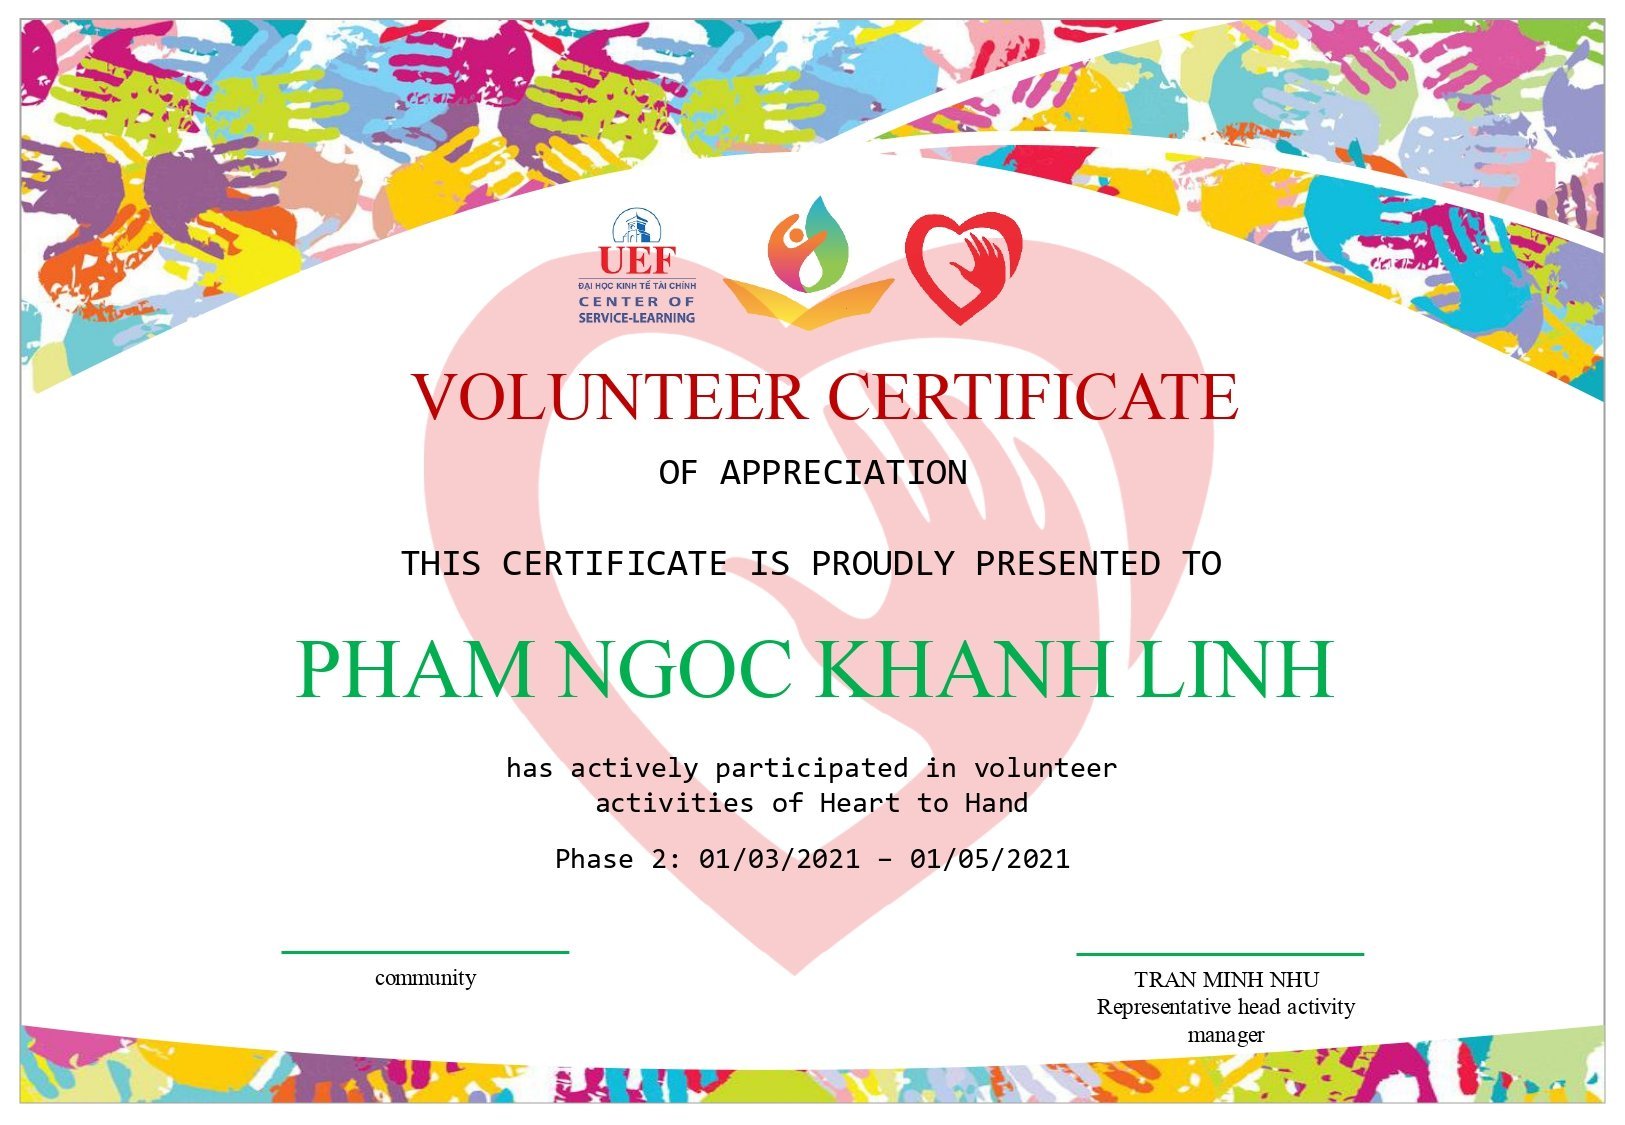 UEF
ĐẠI HỌC KINH TẾ TÀI CHÍNH
CENTER OF
SERVICE-LEARNING
VOLUNTEER CERTIFICATE
OF APPRECIATION
THIS CERTIFICATE IS PROUDLY PRESENTED TO
PHAM NGOC KHANH LINH
has actively participated in volunteer
activities of Heart to Hand
Phase 2: 01/03/2021 – 01/05/2021
community
TRAN MINH NHU
Representative head activity
manager